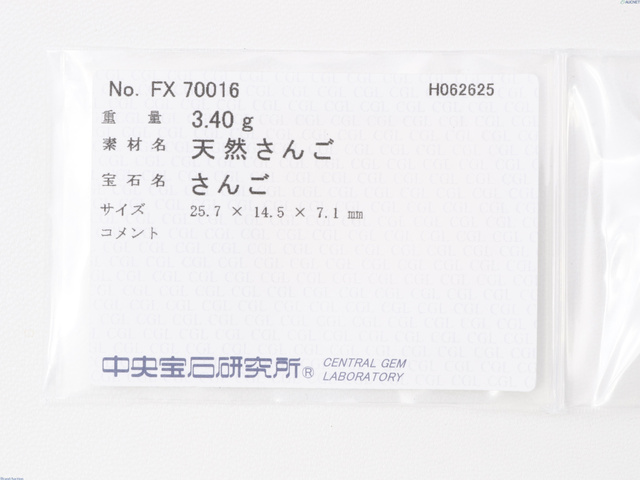 No. FX 70016 H062625
重量 3.40 g
素材名 天然さんご
宝石名 さんご
サイズ 25.7 × 14.5 × 7.1 mm
コメント
中央宝石研究所® CENTRAL GEM
LABORATORY